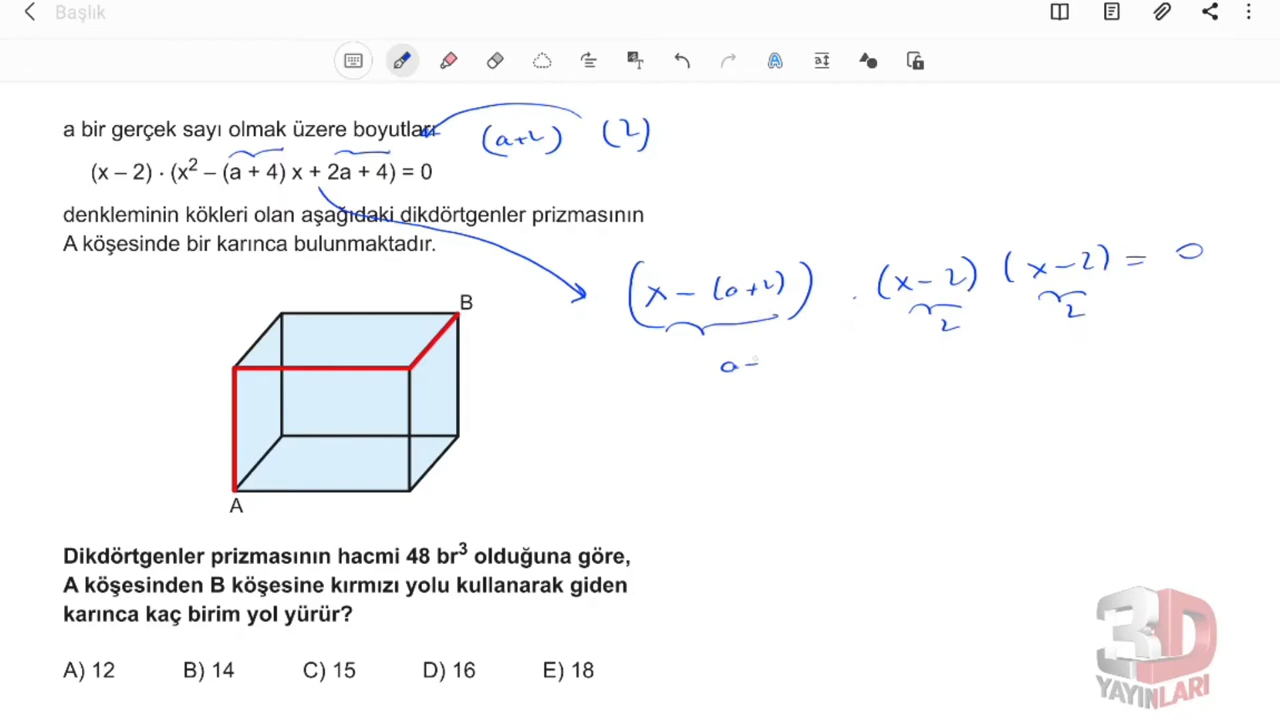 Başlık
a bir gerçek sayı olmak üzere boyutları
(a+2) (2)
(x – 2) · (x² – (a + 4) x + 2a + 4) = 0
denkleminin kökleri olan aşağıdaki dikdörtgenler prizmasının
A köşesinde bir karınca bulunmaktadır.
(x – (a+2)) · (x – 2) (x – 2) = 0
2 2
a –
B
A
Dikdörtgenler prizmasının hacmi 48 br³ olduğuna göre,
A köşesinden B köşesine kırmızı yolu kullanarak giden
karınca kaç birim yol yürür?
A) 12 B) 14 C) 15 D) 16 E) 18
3D
YAYINLARI